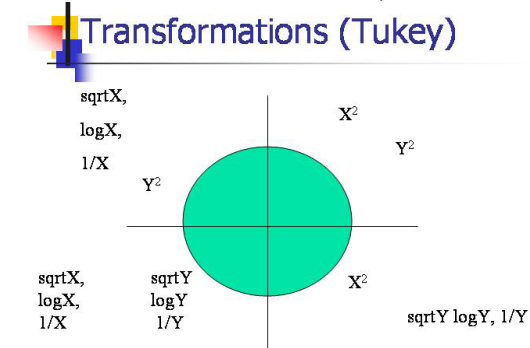 Transformations (Tukey)
sqrtX,
logX,
1/X
Y²
X²
Y²
sqrtX,
logX,
1/X
sqrtY
logY
1/Y
X²
sqrtY logY, 1/Y